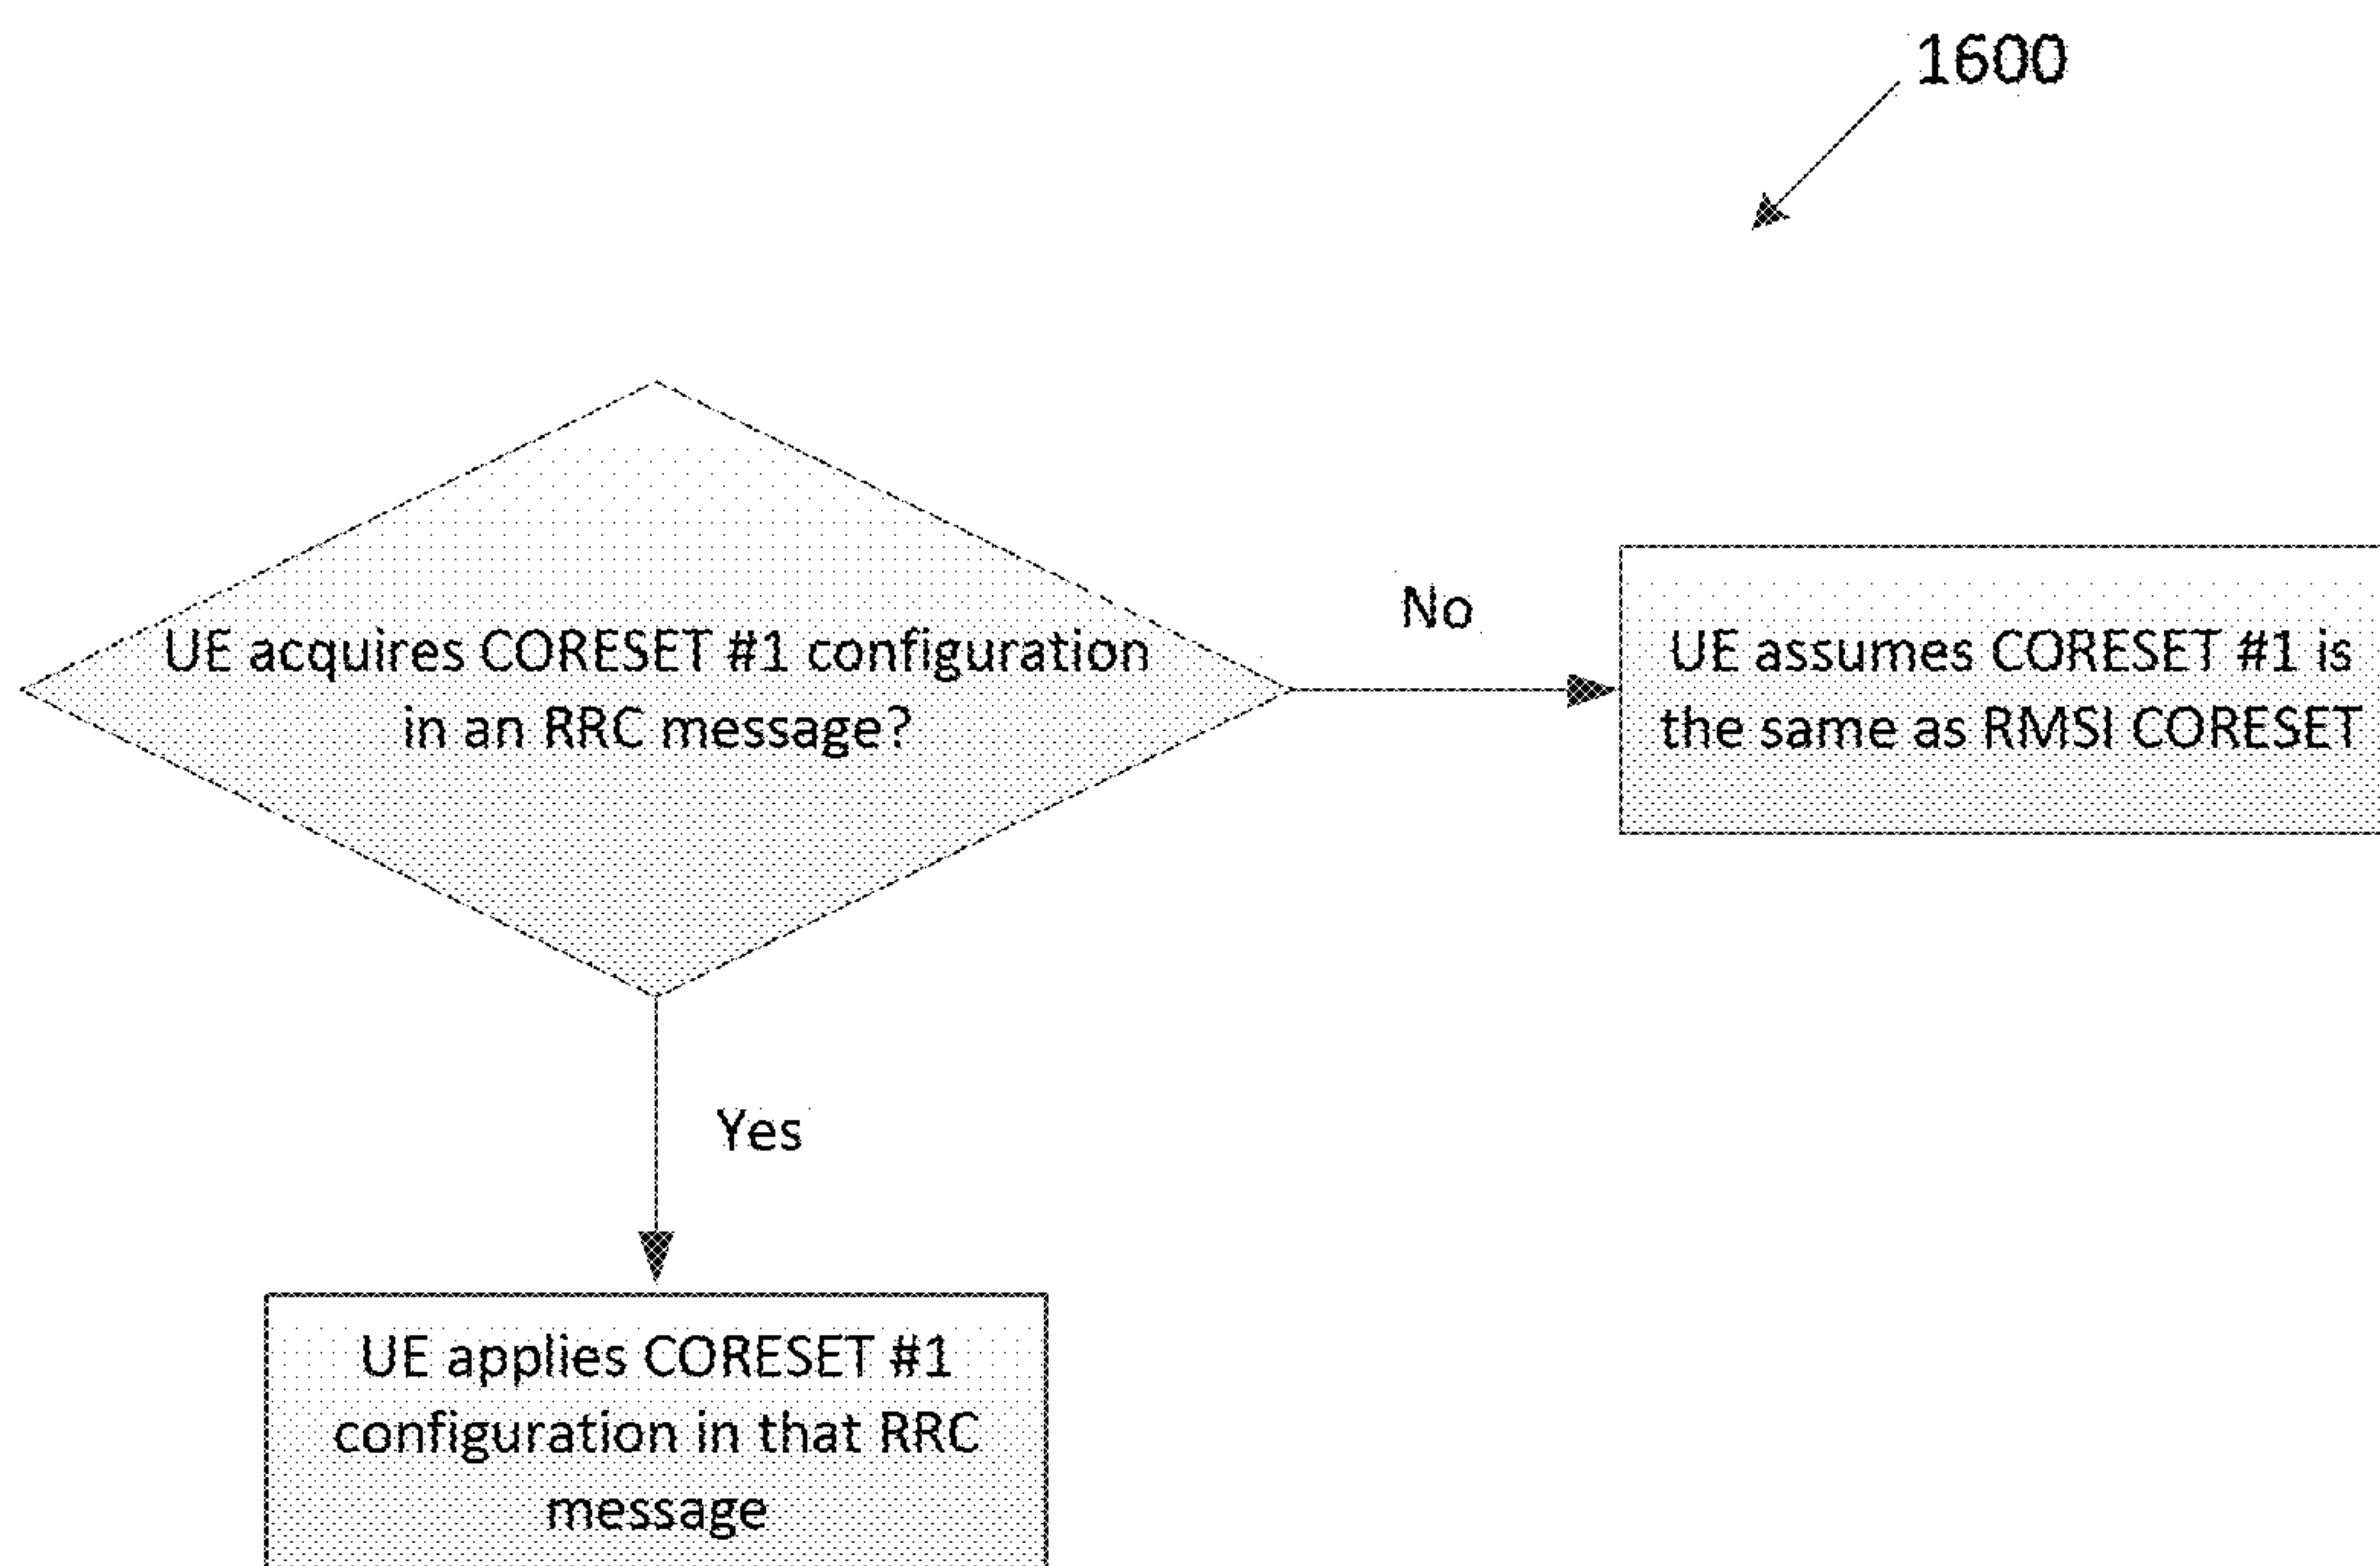 1600
UE acquires CORESET #1 configuration
in an RRC message?
No
UE assumes CORESET #1 is
the same as RMSI CORESET
Yes
UE applies CORESET #1
configuration in that RRC
message